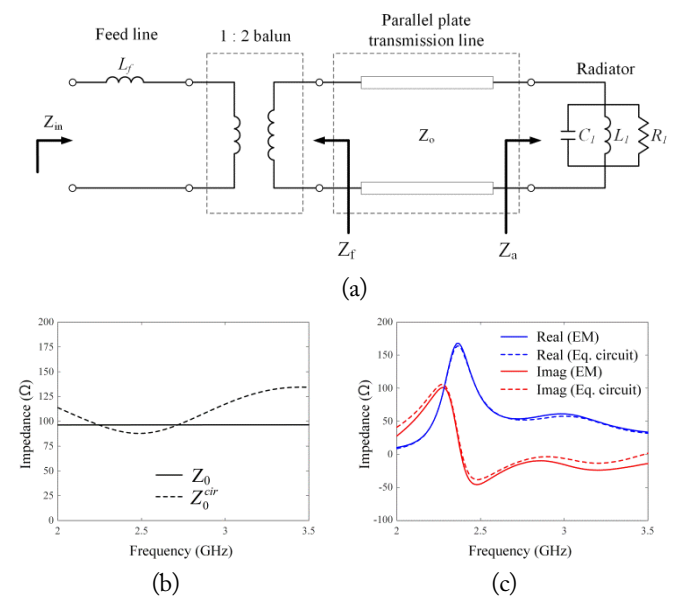 Parallel plate
transmission line
Feed line
1 : 2 balun
Radiator
L_f
Z_in
Z_o
C_1
L_1
R_1
Z_f
Z_a
(a)
Impedance (Ω)
200
175
150
125
100
75
50
25
0
2
2.5
3
3.5
Z_0
Z_0^cir
Frequency (GHz)
(b)
Impedance (Ω)
200
150
100
50
0
-50
-100
2
2.5
3
3.5
Real (EM)
Real (Eq. circuit)
Imag (EM)
Imag (Eq. circuit)
Frequency (GHz)
(c)